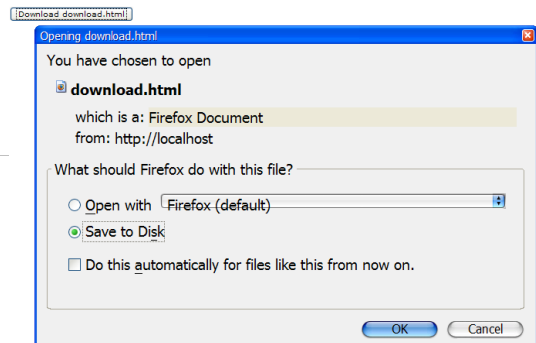 Download download.html
Opening download.html
You have chosen to open
download.html
which is a: Firefox Document
from: http://localhost
What should Firefox do with this file?
Open with Firefox (default)
Save to Disk
Do this automatically for files like this from now on.
OK Cancel